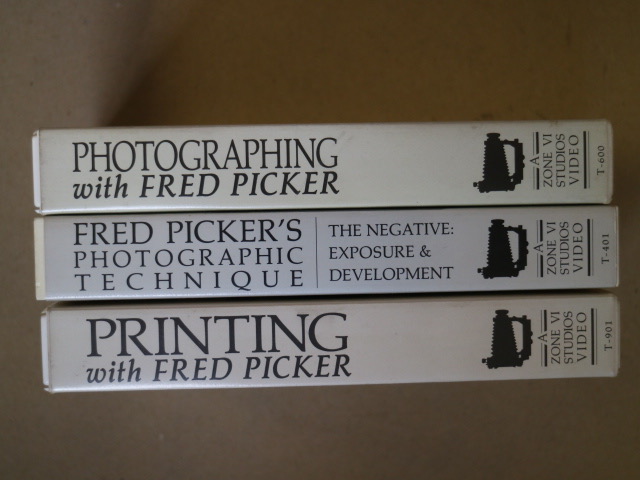 PHOTOGRAPHING
with FRED PICKER
A
ZONE VI
STUDIOS
VIDEO
T-600
FRED PICKER'S
PHOTOGRAPHIC
TECHNIQUE
THE NEGATIVE:
EXPOSURE &
DEVELOPMENT
A
ZONE VI
STUDIOS
VIDEO
T-401
PRINTING
with FRED PICKER
A
ZONE VI
STUDIOS
VIDEO
T-901